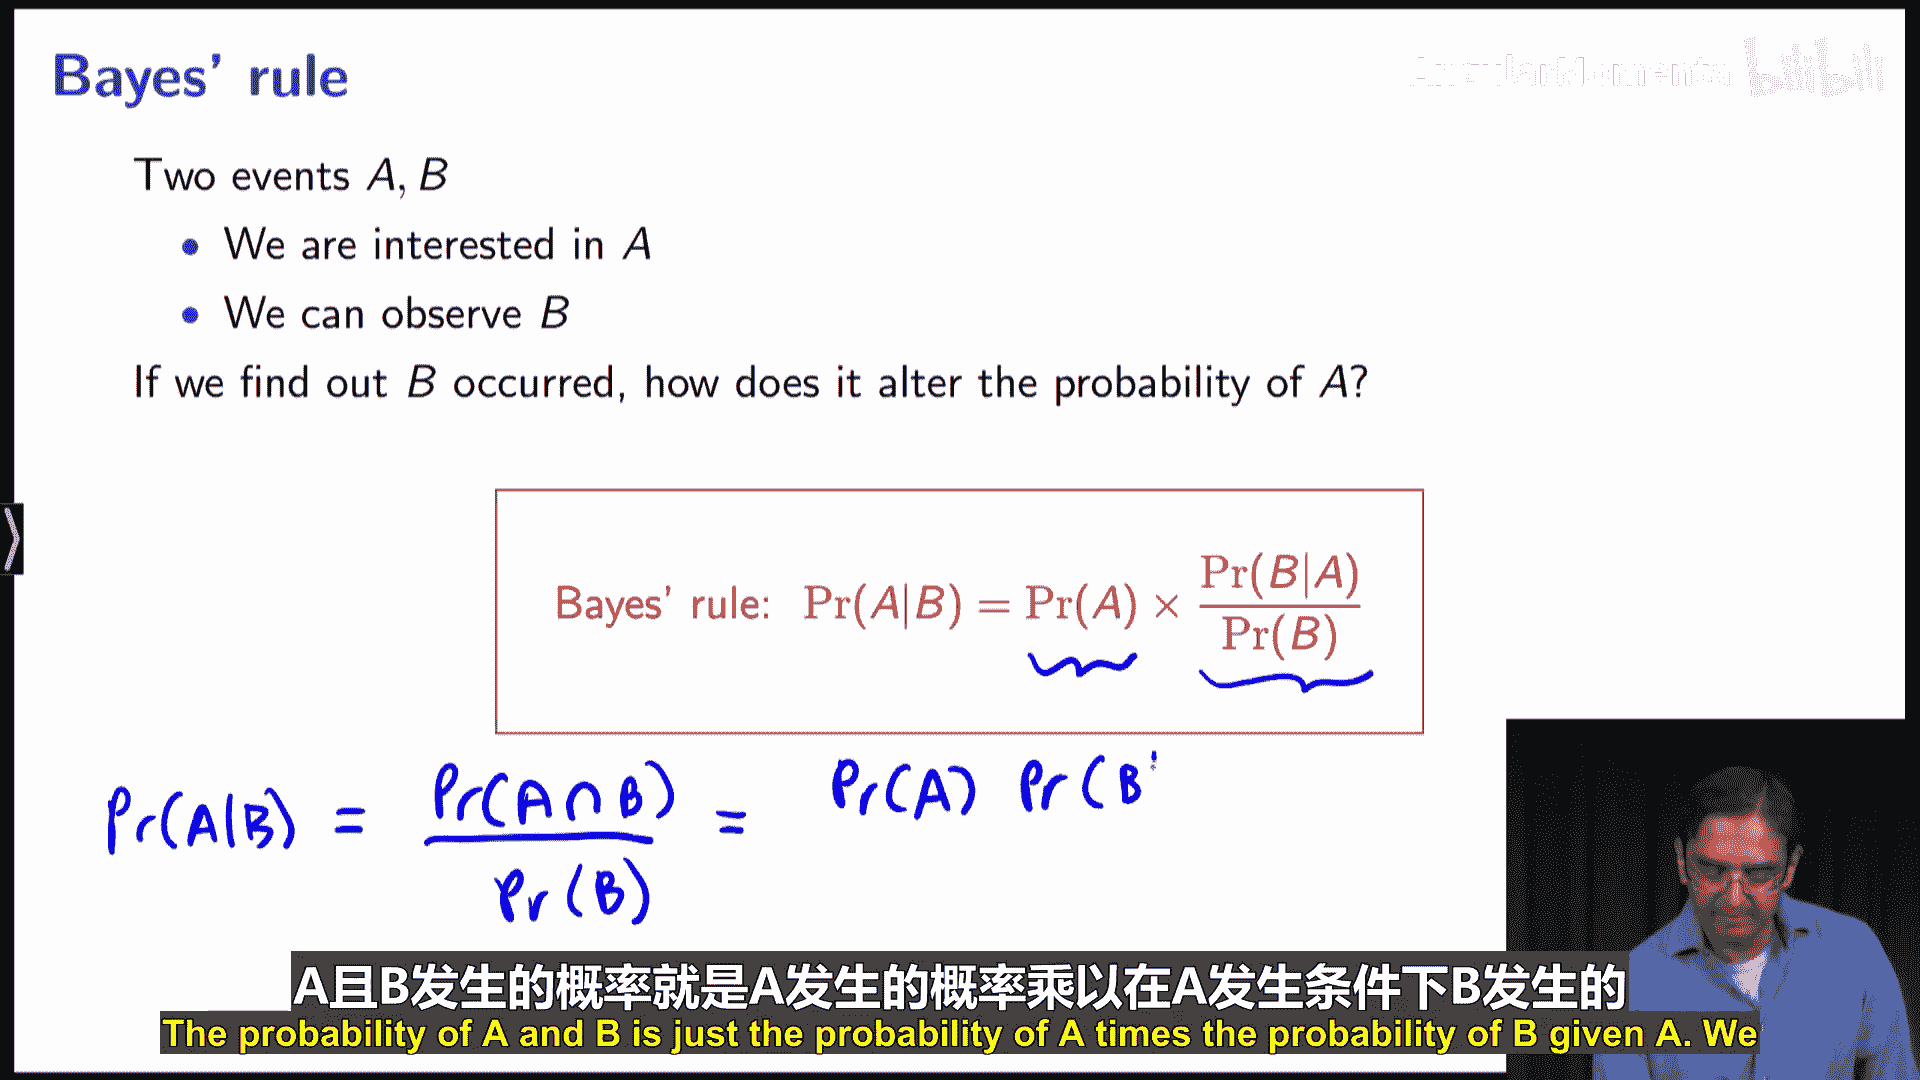 Bayes' rule
bilibili
Two events A, B
• We are interested in A
• We can observe B
If we find out B occurred, how does it alter the probability of A?
Bayes' rule: Pr(A|B) = Pr(A) × Pr(B|A) / Pr(B)
Pr(A|B) = Pr(A ∩ B) / Pr(B) = Pr(A) Pr(B
A且B发生的概率就是A发生的概率乘以在A发生条件下B发生的
The probability of A and B is just the probability of A times the probability of B given A. We